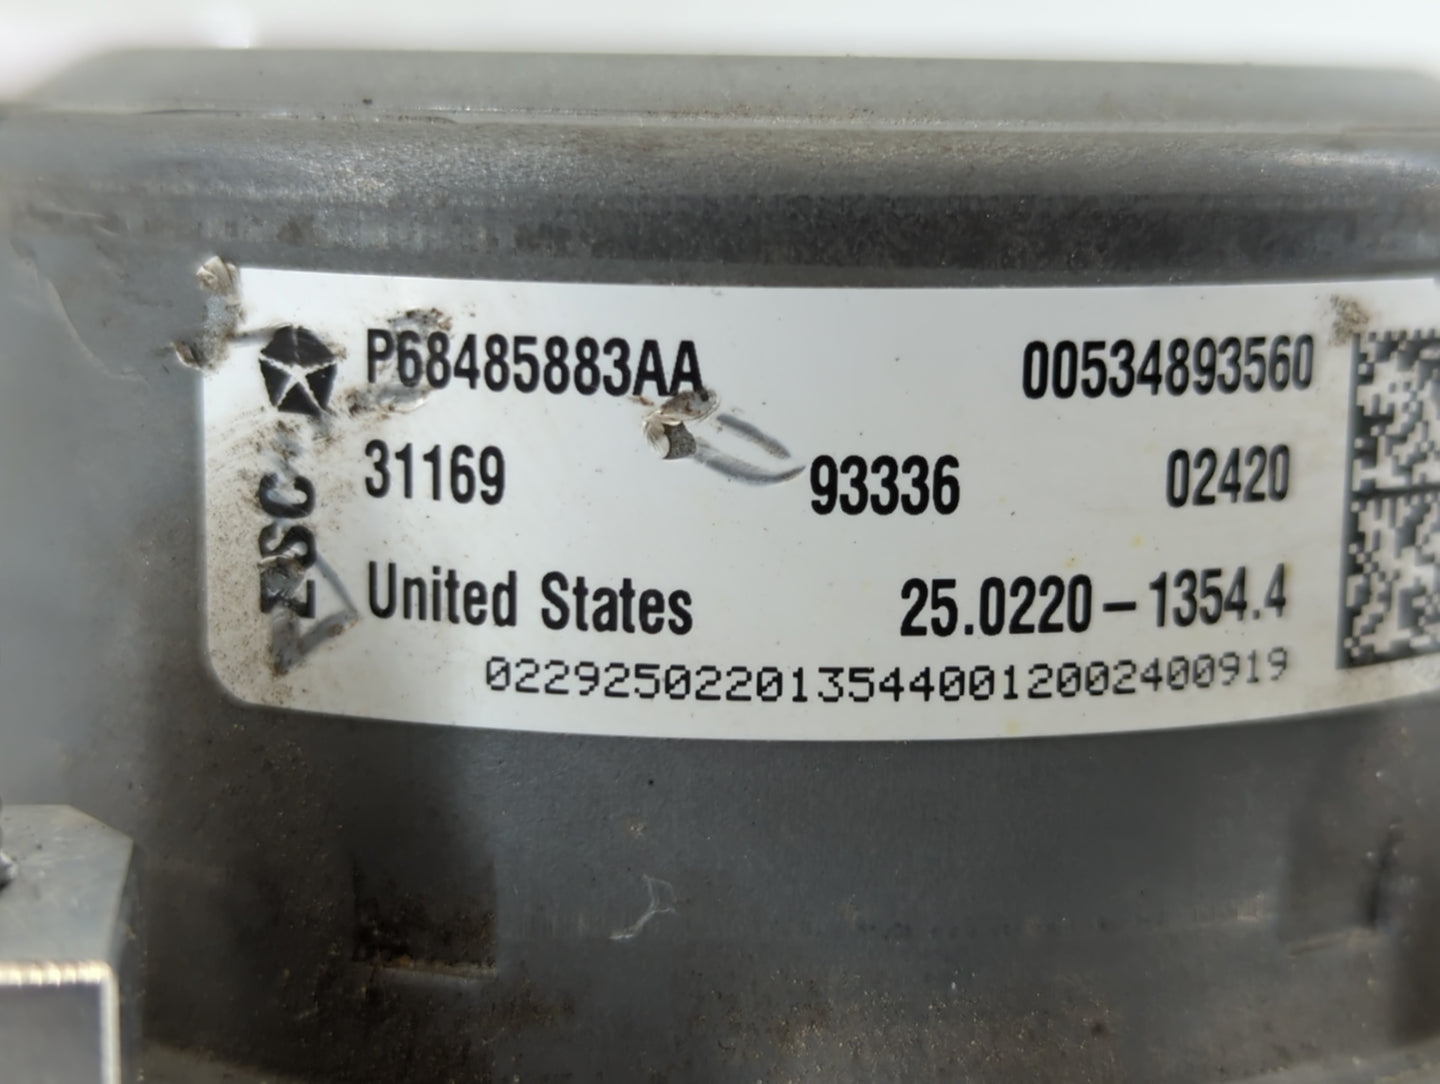 P68485883AA 00534893560
31169 93336 02420
ESC
United States 25.0220-1354.4
0229250220135440012002400919